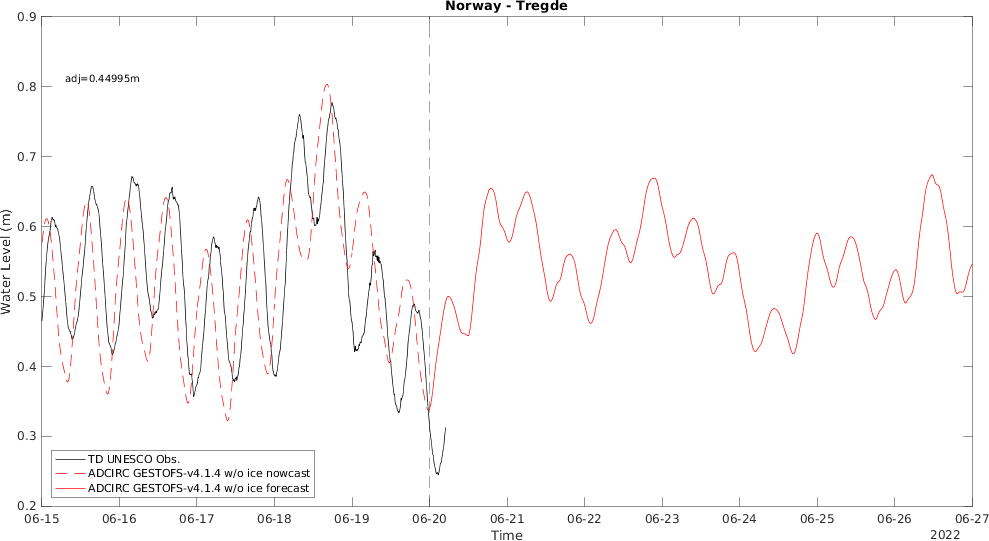 Norway - Tregde
0.9
0.8
0.7
0.6
0.5
0.4
0.3
0.2
Water Level (m)
adj=0.44995m
TD UNESCO Obs.
ADCIRC GESTOFS-v4.1.4 w/o ice nowcast
ADCIRC GESTOFS-v4.1.4 w/o ice forecast
06-15 06-16 06-17 06-18 06-19 06-20 06-21 06-22 06-23 06-24 06-25 06-26 06-27
Time
2022